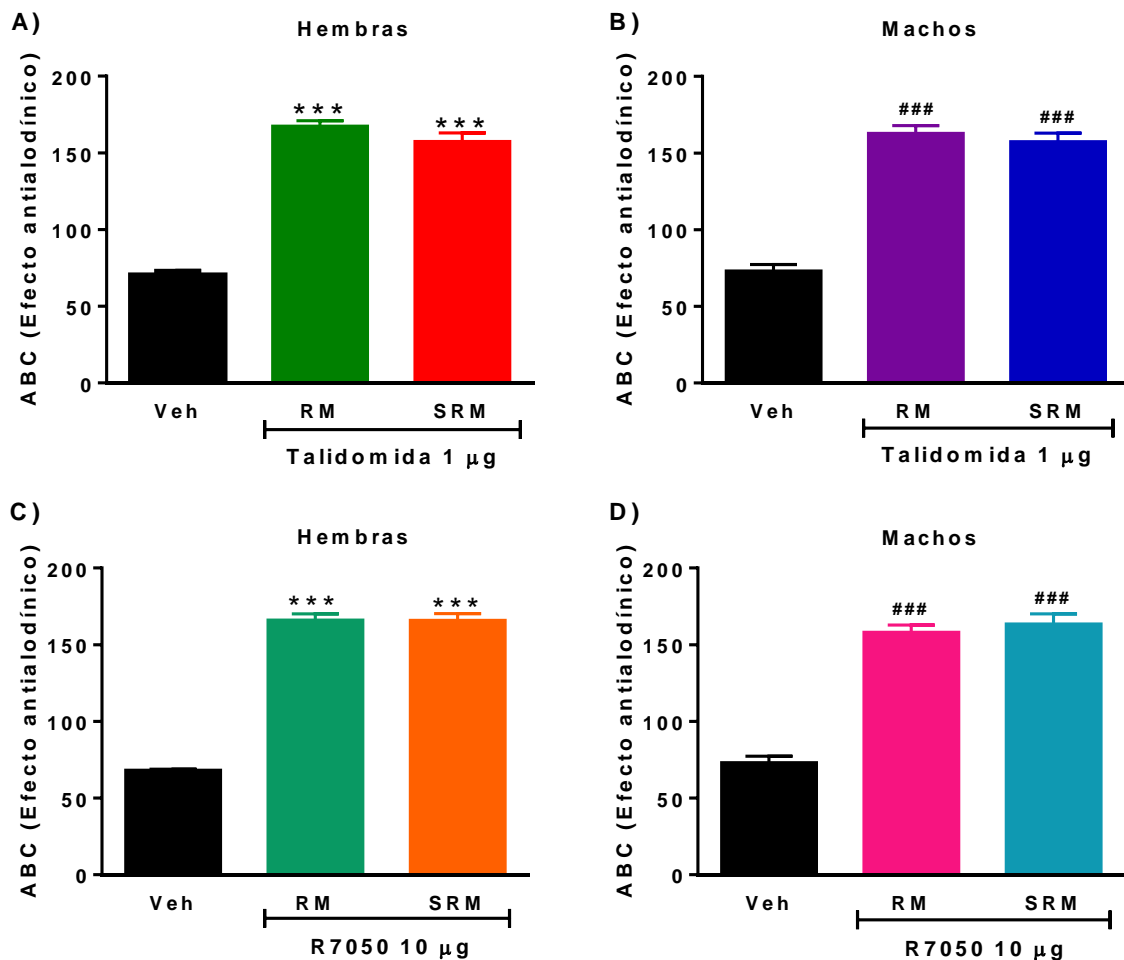 A)
Hembras
ABC (Efecto antialodínico)
200
150
100
50
0
***
***
Veh
RM
SRM
Talidomida 1 µg
B)
Machos
ABC (Efecto antialodínico)
200
150
100
50
0
###
###
Veh
RM
SRM
Talidomida 1 µg
C)
Hembras
ABC (Efecto antialodínico)
200
150
100
50
0
***
***
Veh
RM
SRM
R7050 10 µg
D)
Machos
ABC (Efecto antialodínico)
200
150
100
50
0
###
###
Veh
RM
SRM
R7050 10 µg